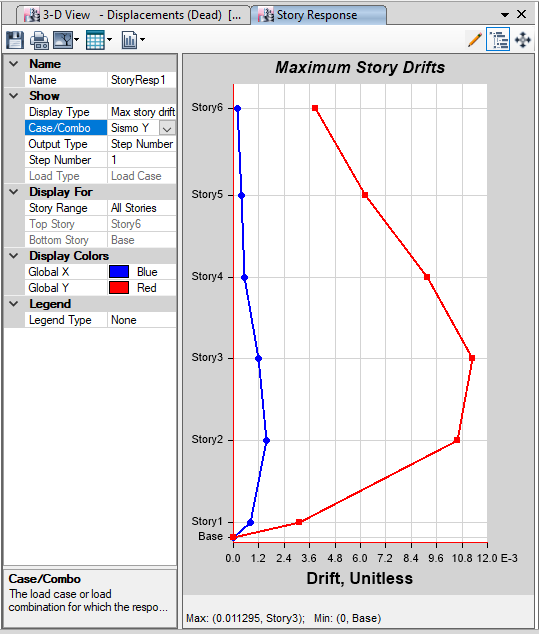 3-D View - Displacements (Dead) [...
Story Response
Name
Name StoryResp1
Show
Display Type Max story drift
Case/Combo Sismo Y
Output Type Step Number
Step Number 1
Load Type Load Case
Display For
Story Range All Stories
Top Story Story6
Bottom Story Base
Display Colors
Global X Blue
Global Y Red
Legend
Legend Type None
Case/Combo
The load case or load
combination for which the respo...
Maximum Story Drifts
Story6
Story5
Story4
Story3
Story2
Story1
Base
0.0 1.2 2.4 3.6 4.8 6.0 7.2 8.4 9.6 10.8 12.0 E-3
Drift, Unitless
Max: (0.011295, Story3); Min: (0, Base)